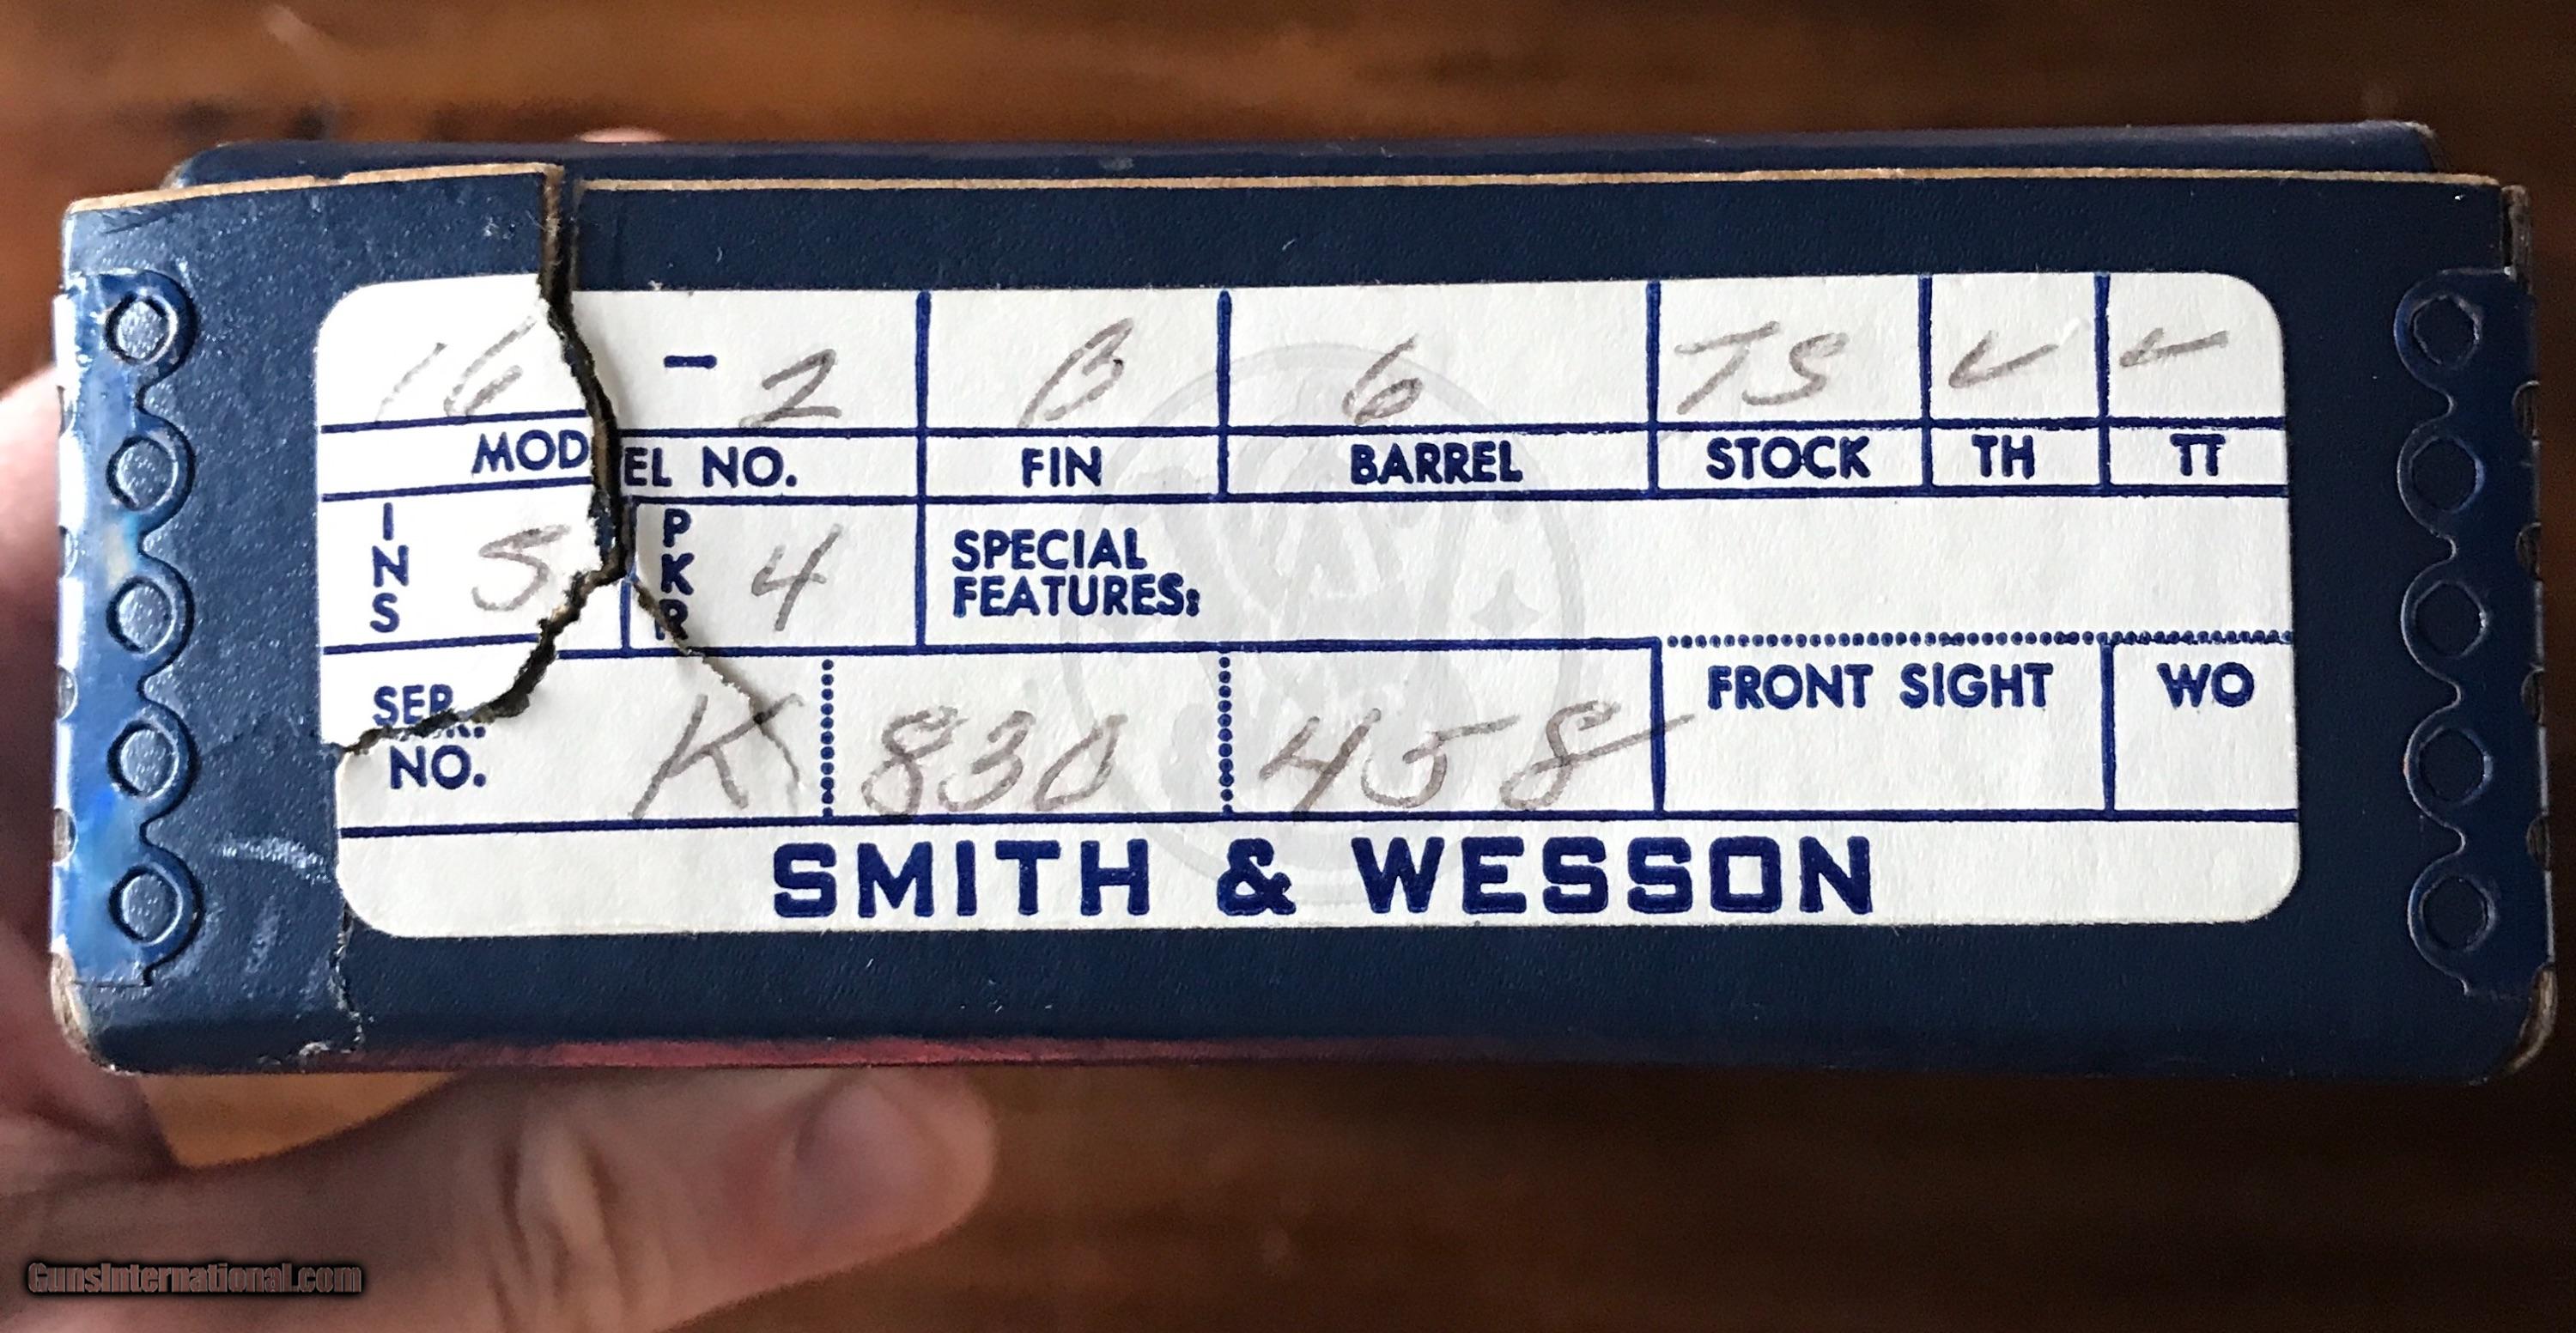 16 - 2 B 6 TS ✓ ✓
MODEL NO. FIN BARREL STOCK TH TT
INS 5 PKR 4 SPECIAL
FEATURES:
SER. FRONT SIGHT WO
NO. K 830 458
SMITH & WESSON
GunsInternational.com